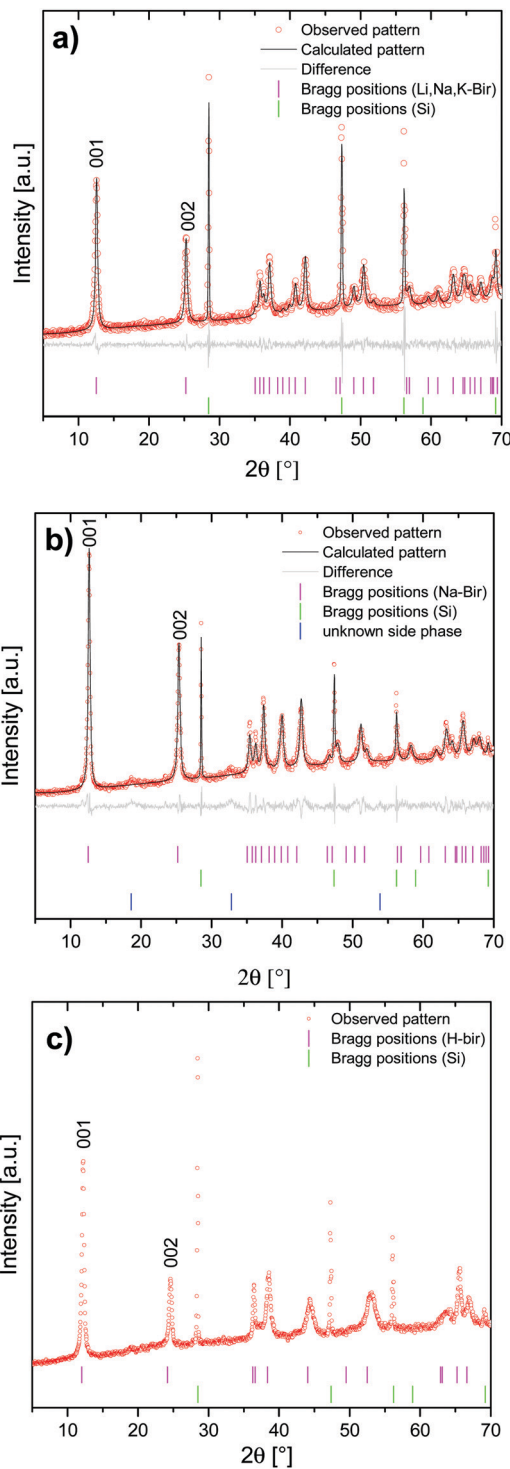 a)
Observed pattern
Calculated pattern
Difference
Bragg positions (Li,Na,K-Bir)
Bragg positions (Si)
001
002
Intensity [a.u.]
10 20 30 40 50 60 70
2θ [°]
b)
Observed pattern
Calculated pattern
Difference
Bragg positions (Na-Bir)
Bragg positions (Si)
unknown side phase
001
002
Intensity [a.u.]
10 20 30 40 50 60 70
2θ [°]
c)
Observed pattern
Bragg positions (H-bir)
Bragg positions (Si)
001
002
Intensity [a.u.]
10 20 30 40 50 60 70
2θ [°]